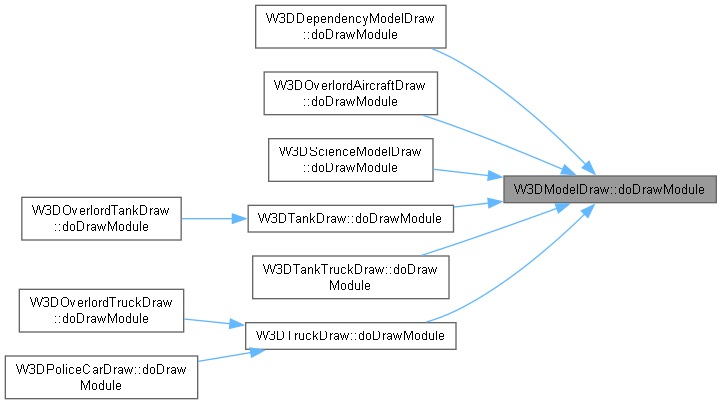 W3DDependencyModelDraw
::doDrawModule
W3DOverlordAircraftDraw
::doDrawModule
W3DScienceModelDraw
::doDrawModule
W3DModelDraw::doDrawModule
W3DOverlordTankDraw
::doDrawModule
W3DTankDraw::doDrawModule
W3DTankTruckDraw::doDraw
Module
W3DOverlordTruckDraw
::doDrawModule
W3DTruckDraw::doDrawModule
W3DPoliceCarDraw::doDraw
Module